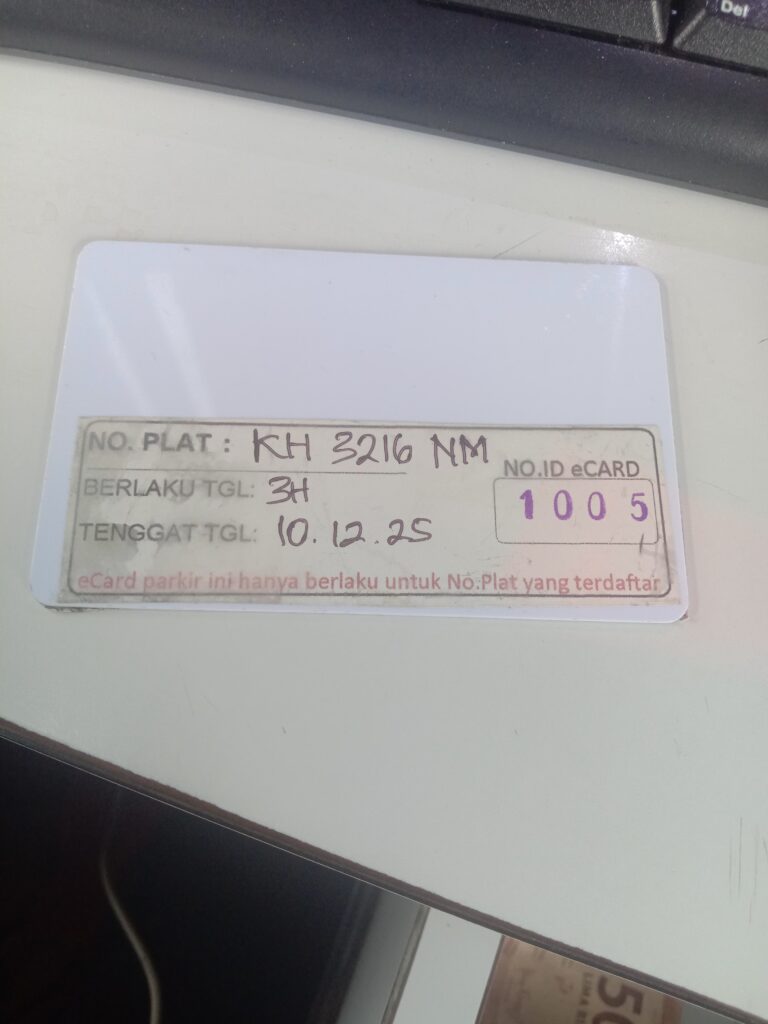 Del
NO. PLAT : KH 3216 NM
NO.ID eCARD
BERLAKU TGL: 3H
1005
TENGGAT TGL: 10.12.25
eCard parkir ini hanya berlaku untuk No.Plat yang terdaftar